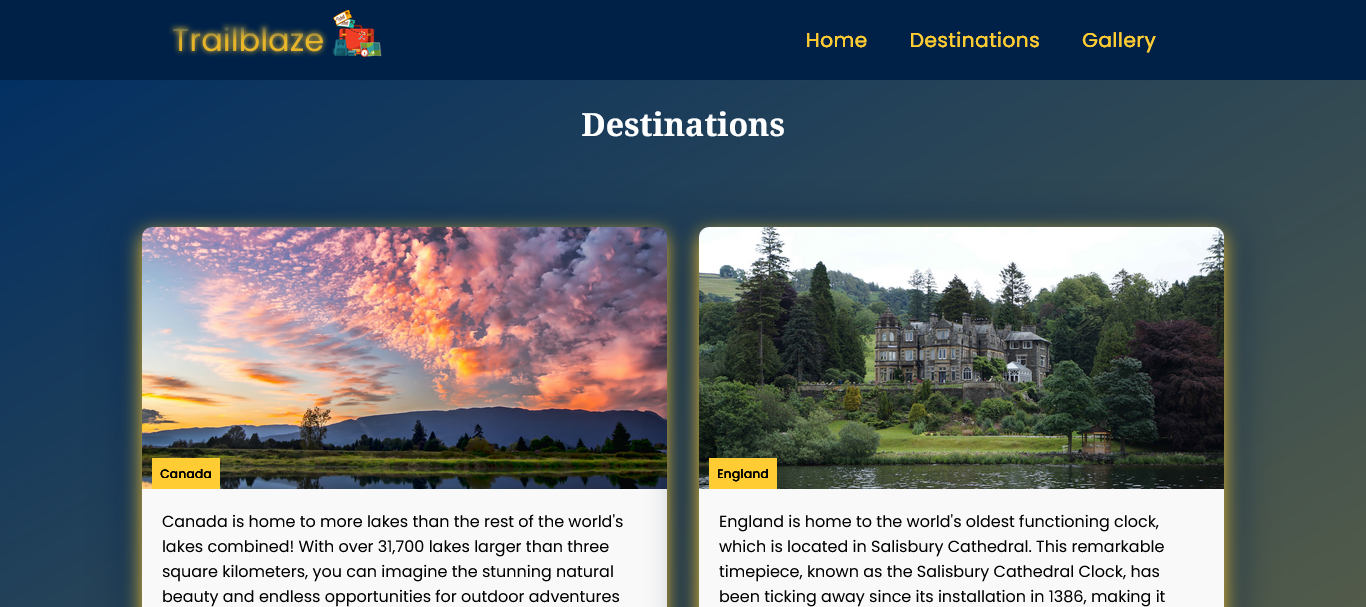 Trailblaze
Home Destinations Gallery
Destinations
Canada
Canada is home to more lakes than the rest of the world's
lakes combined! With over 31,700 lakes larger than three
square kilometers, you can imagine the stunning natural
beauty and endless opportunities for outdoor adventures
England
England is home to the world's oldest functioning clock,
which is located in Salisbury Cathedral. This remarkable
timepiece, known as the Salisbury Cathedral Clock, has
been ticking away since its installation in 1386, making it